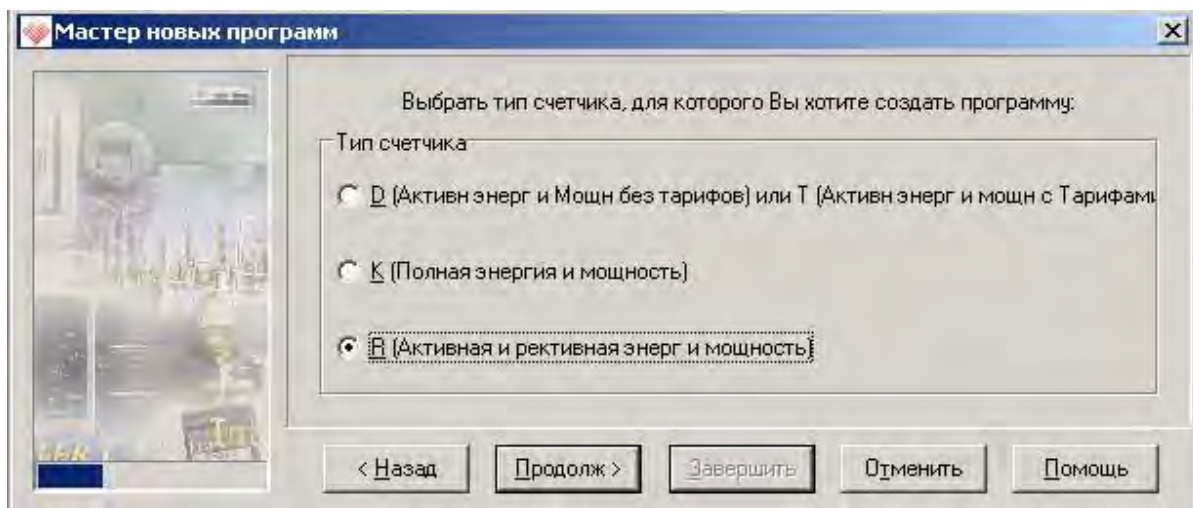 Мастер новых программ
Выбрать тип счетчика, для которого Вы хотите создать программу:
Тип счетчика
D (Активн энерг и Мощн без тарифов) или T (Активн энерг и мощн с Тарифами
K (Полная энергия и мощность)
R (Активная и рективная энерг и мощность)
< Назад
Продолж >
Завершить
Отменить
Помощь